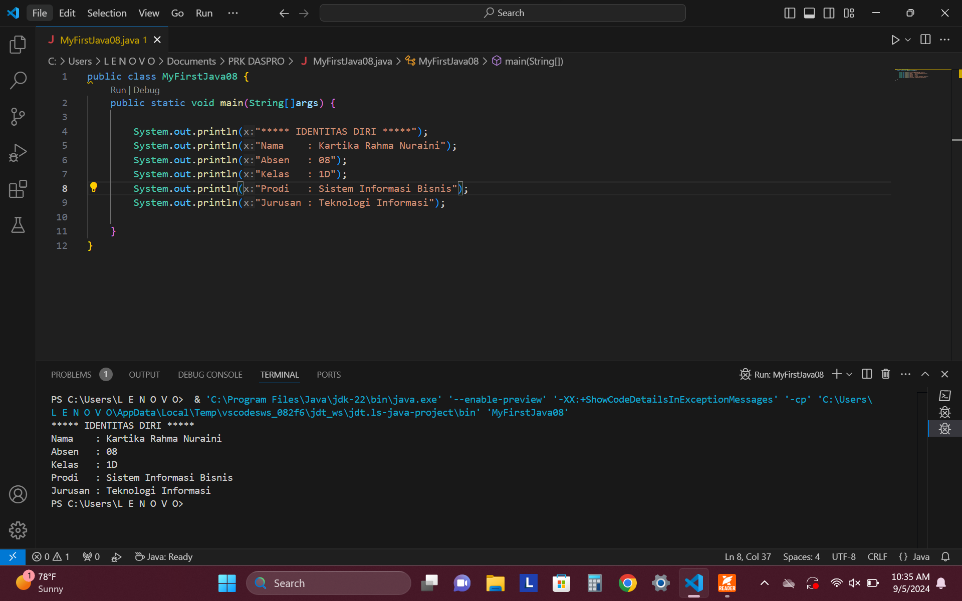 File Edit Selection View Go Run ··· Search
MyFirstJava08.java 1
C: > Users > L E N O V O > Documents > PRK DASPRO > J MyFirstJava08.java > MyFirstJava08 > main(String[])
1 public class MyFirstJava08 {
Run | Debug
2 public static void main(String[]args) {
3
4 System.out.println(x:"***** IDENTITAS DIRI *****");
5 System.out.println(x:"Nama    : Kartika Rahma Nuraini");
6 System.out.println(x:"Absen   : 08");
7 System.out.println(x:"Kelas   : 1D");
8 System.out.println(x:"Prodi   : Sistem Informasi Bisnis");
9 System.out.println(x:"Jurusan : Teknologi Informasi");
10
11 }
12 }
PROBLEMS 1 OUTPUT DEBUG CONSOLE TERMINAL PORTS Run: MyFirstJava08
PS C:\Users\L E N O V O>  & 'C:\Program Files\Java\jdk-22\bin\java.exe' '--enable-preview' '-XX:+ShowCodeDetailsInExceptionMessages' '-cp' 'C:\Users\
L E N O V O\AppData\Local\Temp\vscodesws_082f6\jdt_ws\jdt.ls-java-project\bin' 'MyFirstJava08'
***** IDENTITAS DIRI *****
Nama    : Kartika Rahma Nuraini
Absen   : 08
Kelas   : 1D
Prodi   : Sistem Informasi Bisnis
Jurusan : Teknologi Informasi
PS C:\Users\L E N O V O>
0 1 0 Java: Ready Ln 8, Col 37 Spaces: 4 UTF-8 CRLF {} Java
1 78°F Search L READER 10:35 AM
Sunny 9/5/2024